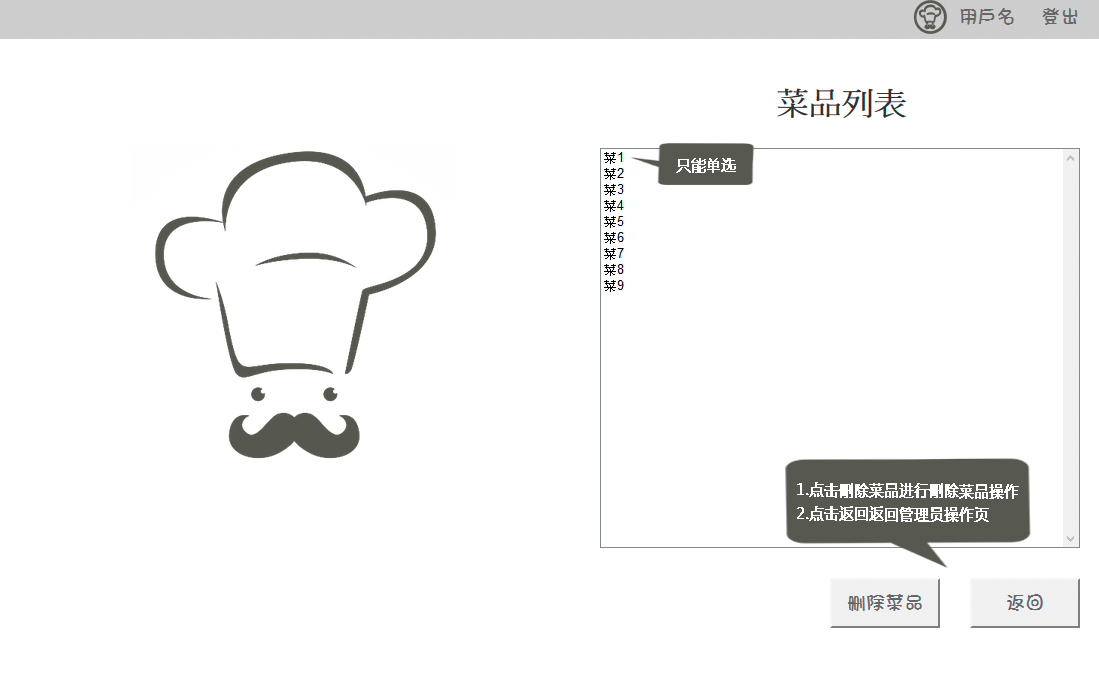 用戶名 登出
菜品列表
菜1
只能单选
菜2
菜3
菜4
菜5
菜6
菜7
菜8
菜9
1.点击删除菜品进行删除菜品操作
2.点击返回返回管理员操作页
删除菜品 返回